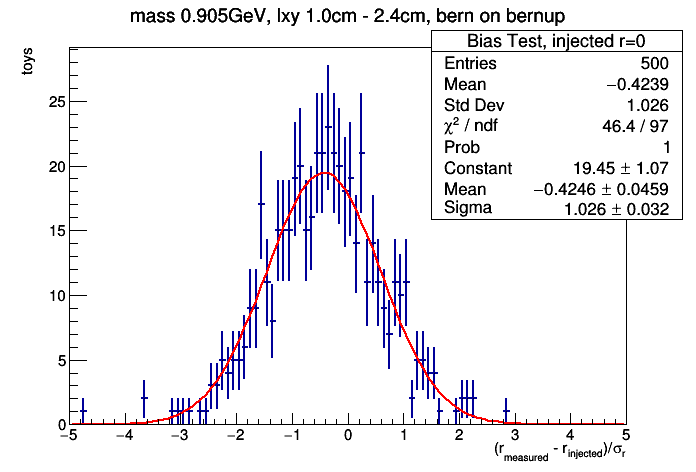 mass 0.905GeV, lxy 1.0cm - 2.4cm, bern on bernup
toys
Bias Test, injected r=0
Entries 500
Mean −0.4239
Std Dev 1.026
χ² / ndf 46.4 / 97
Prob 1
Constant 19.45 ± 1.07
Mean −0.4246 ± 0.0459
Sigma 1.026 ± 0.032
25
20
15
10
5
0
−5 −4 −3 −2 −1 0 1 2 3 4 5
(r_measured - r_injected)/σ_r